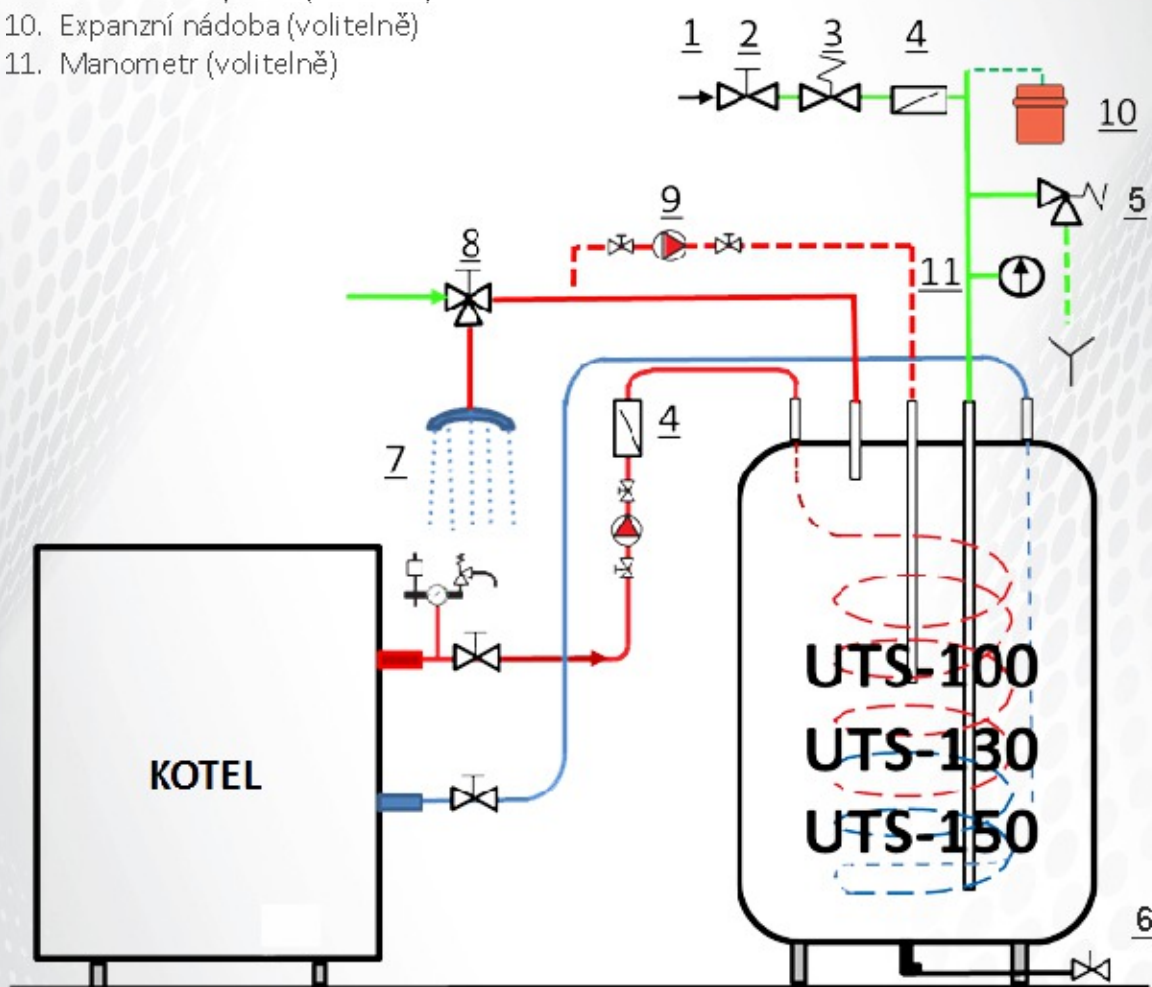 10. Expanzní nádoba (volitelně)
11. Manometr (volitelně)
1 2 3 4
10
5
9
8
11
4
7
UTS-100
UTS-130
UTS-150
KOTEL
6